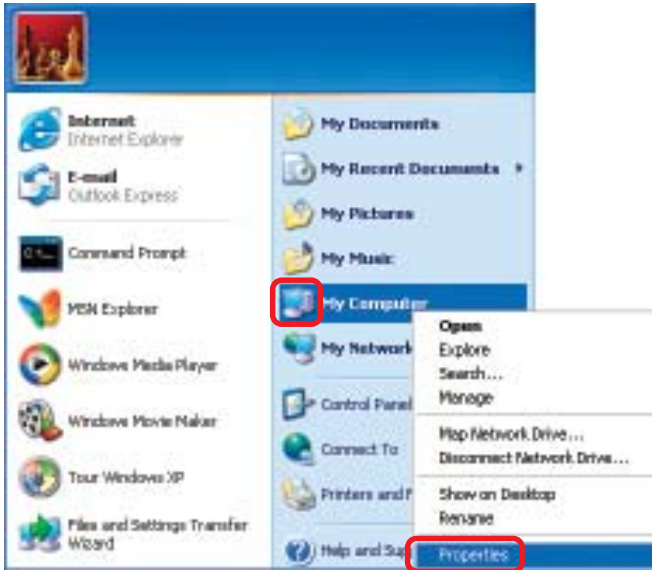 Internet
Internet Explorer
E-mail
Outlook Express
Command Prompt
MSN Explorer
Windows Media Player
Windows Movie Maker
Tour Windows XP
Files and Settings Transfer
Wizard
My Documents
My Recent Documents
My Pictures
My Music
My Computer
My Network
Control Panel
Connect To
Printers and F
Help and Sup
Open
Explore
Search...
Manage
Map Network Drive...
Disconnect Network Drive...
Show on Desktop
Rename
Properties